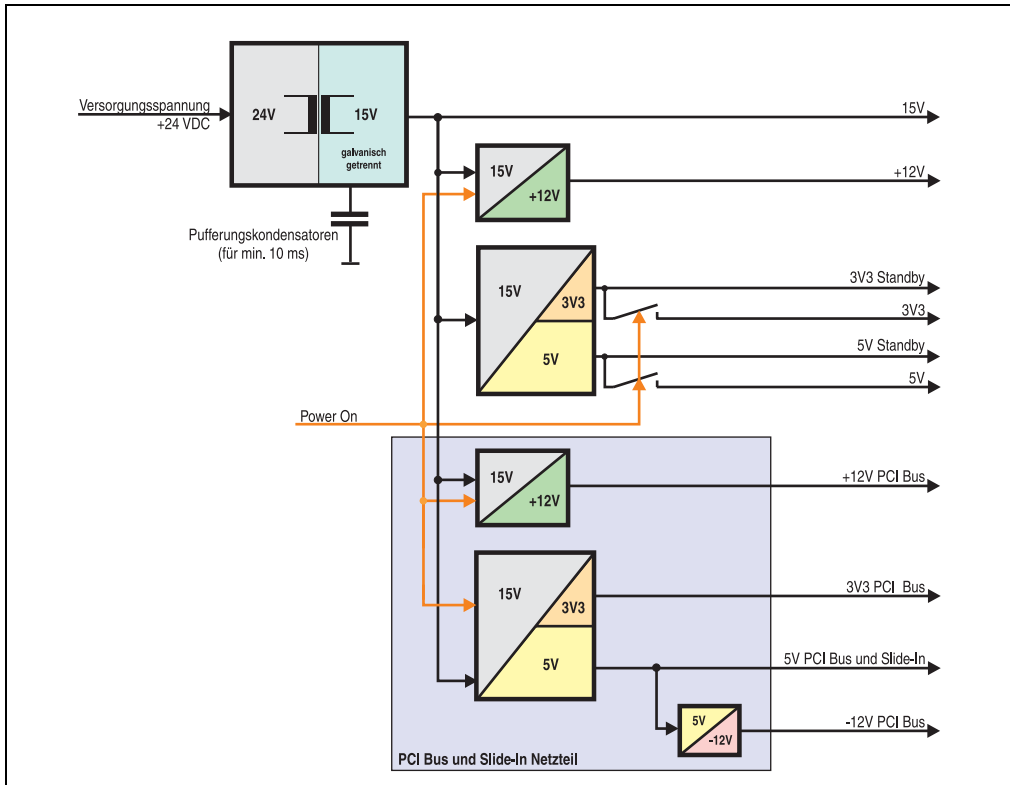 Versorgungsspannung
+24 VDC
24V
15V
galvanisch
getrennt
15V
Pufferungskondensatoren
(für min. 10 ms)
15V
+12V
+12V
15V
3V3
5V
3V3 Standby
3V3
5V Standby
5V
Power On
15V
+12V
+12V PCI Bus
15V
3V3
5V
3V3 PCI Bus
5V PCI Bus und Slide-In
5V
-12V
-12V PCI Bus
PCI Bus und Slide-In Netzteil